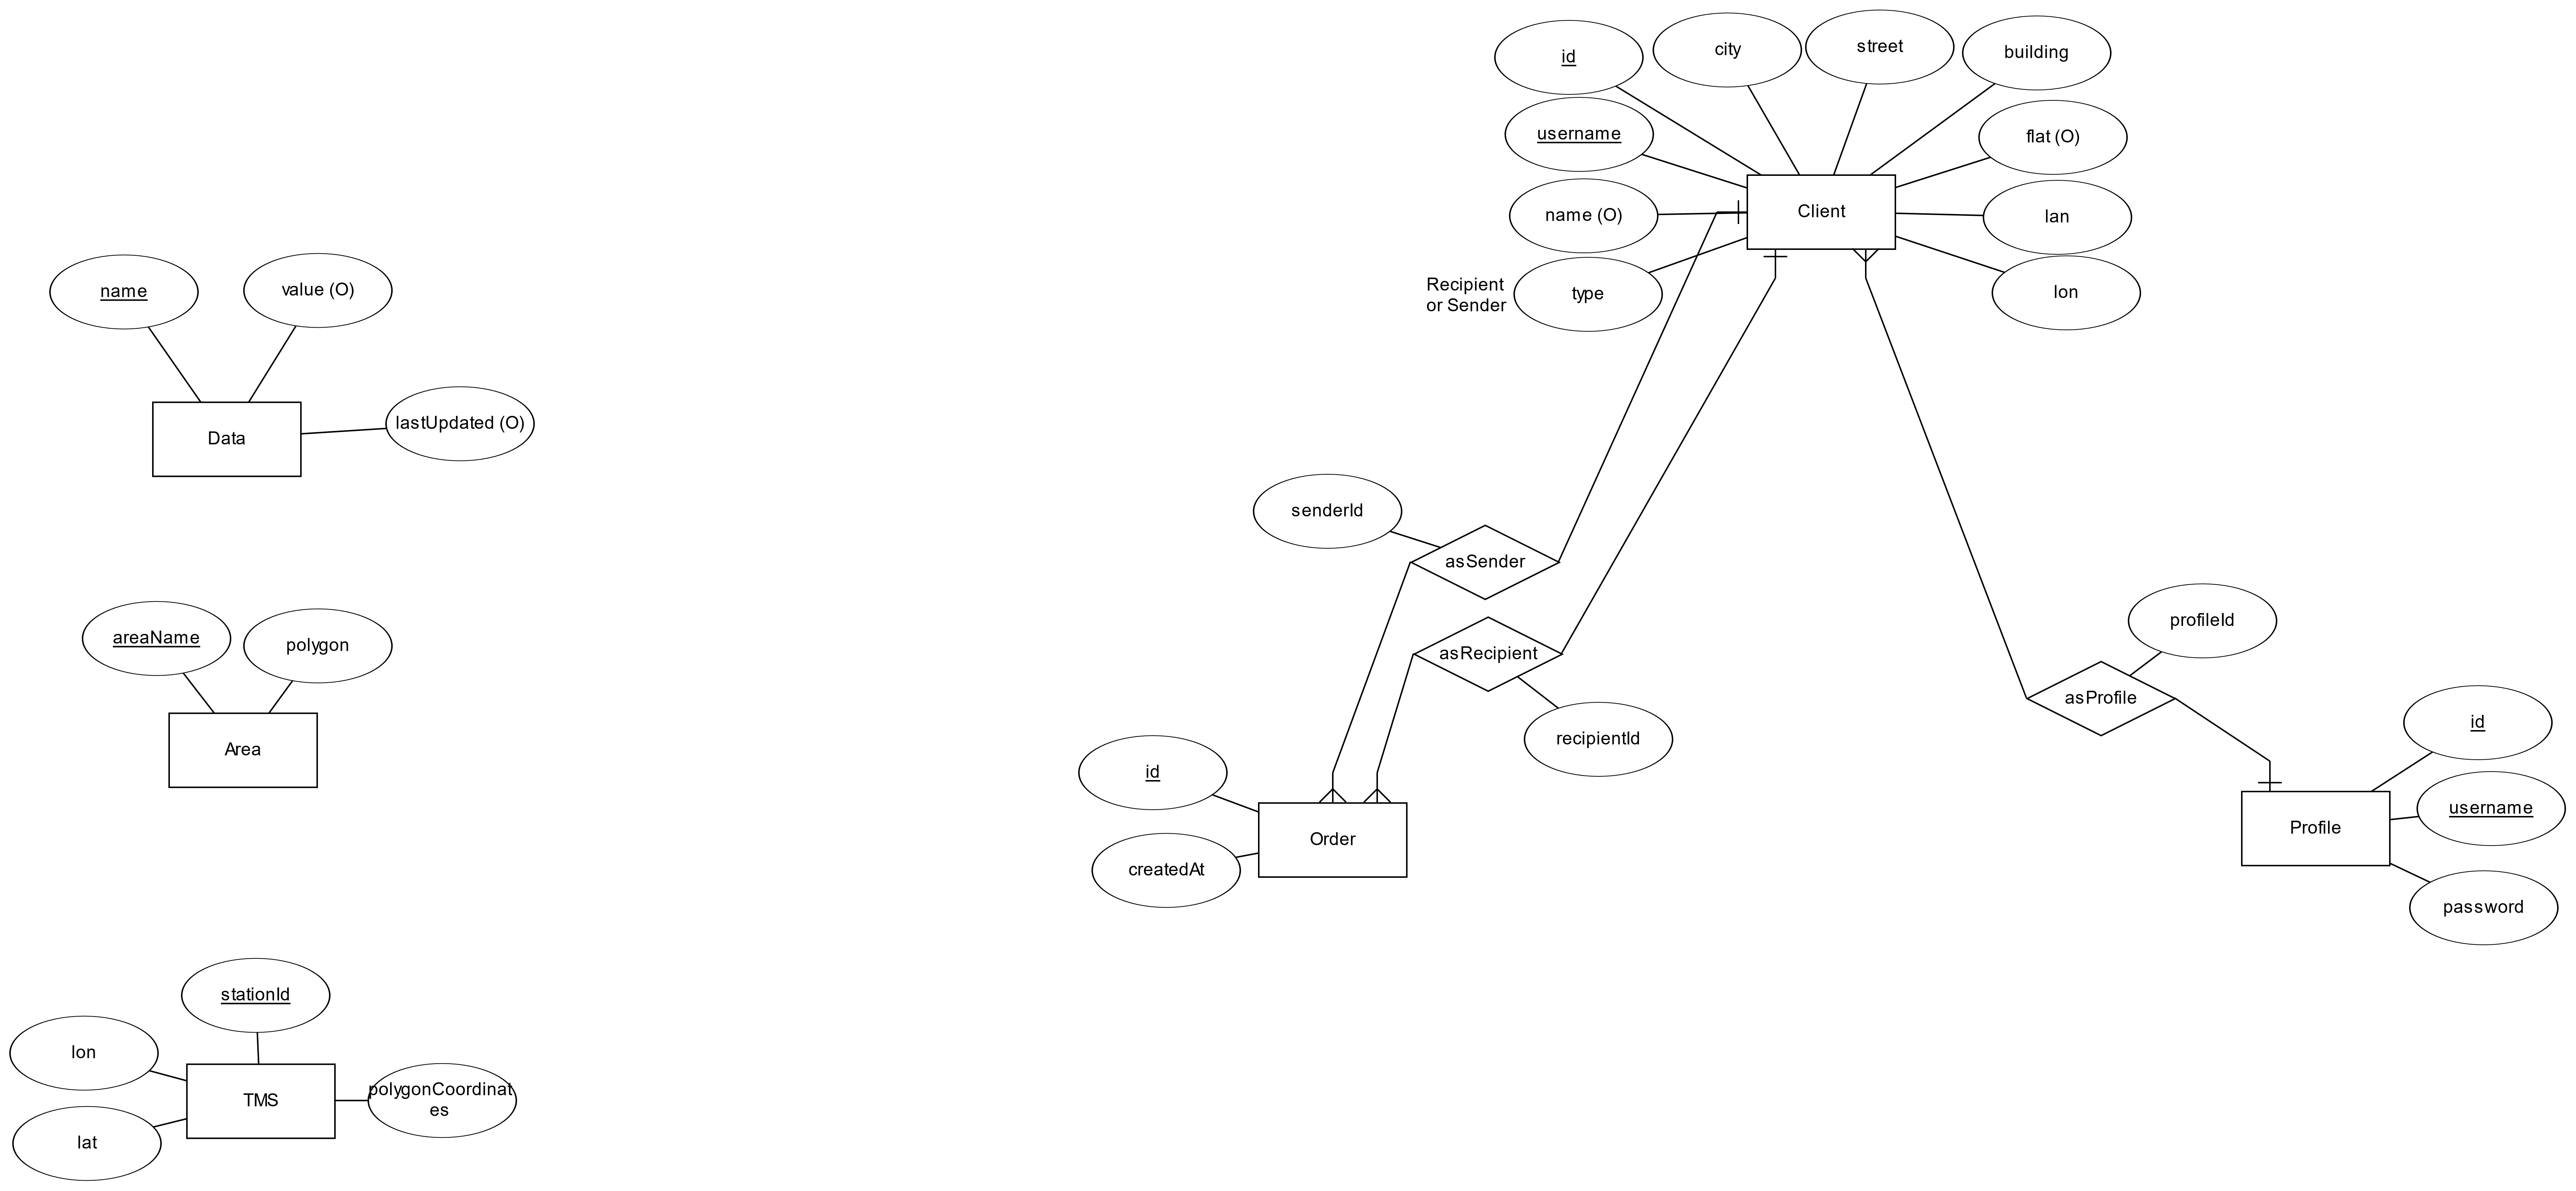 id
city
street
building
username
flat (O)
name (O)
Client
lan
Recipient
or Sender
type
lon
name
value (O)
lastUpdated (O)
Data
senderId
asSender
areaName
polygon
asRecipient
profileId
asProfile
Area
recipientId
id
id
username
Order
Profile
createdAt
password
stationId
lon
TMS
polygonCoordinat
es
lat